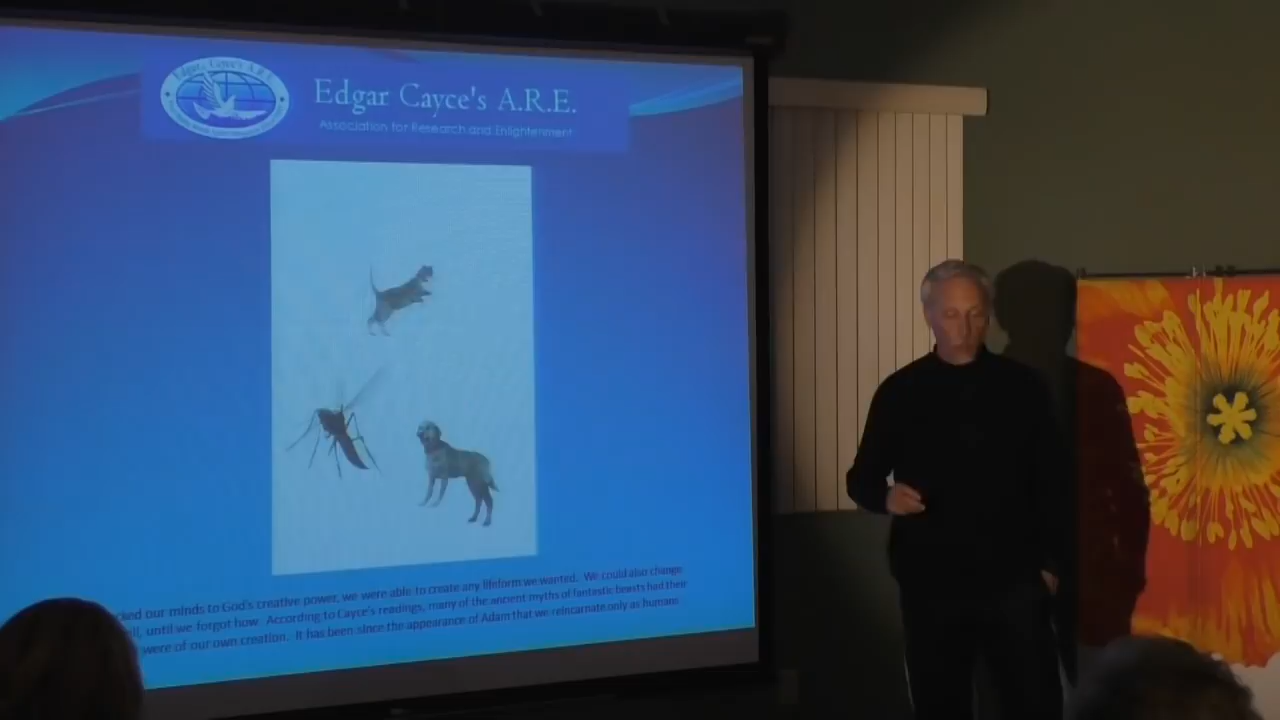 Edgar Cayce's A.R.E.
Edgar Cayce's A.R.E.
Association for Research and Enlightenment
our minds to God's creative power, we were able to create any lifeform we wanted. We could also change
until we forgot how. According to Cayce's readings, many of the ancient myths of fantastic beasts had their
were of our own creation. It has been since the appearance of Adam that we reincarnate only as humans